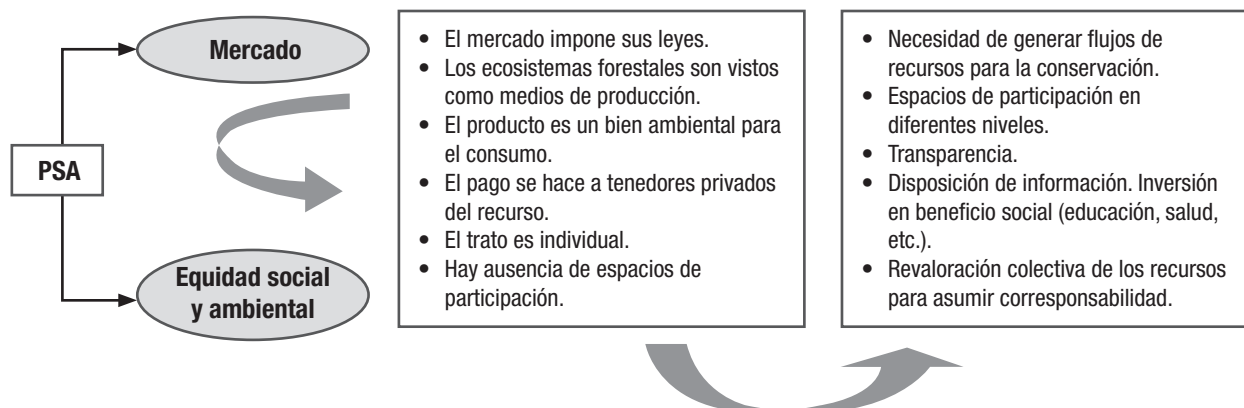 PSA
Mercado
Equidad social
y ambiental
• El mercado impone sus leyes.
• Los ecosistemas forestales son vistos
como medios de producción.
• El producto es un bien ambiental para
el consumo.
• El pago se hace a tenedores privados
del recurso.
• El trato es individual.
• Hay ausencia de espacios de
participación.
• Necesidad de generar flujos de
recursos para la conservación.
• Espacios de participación en
diferentes niveles.
• Transparencia.
• Disposición de información. Inversión
en beneficio social (educación, salud,
etc.).
• Revaloración colectiva de los recursos
para asumir corresponsabilidad.